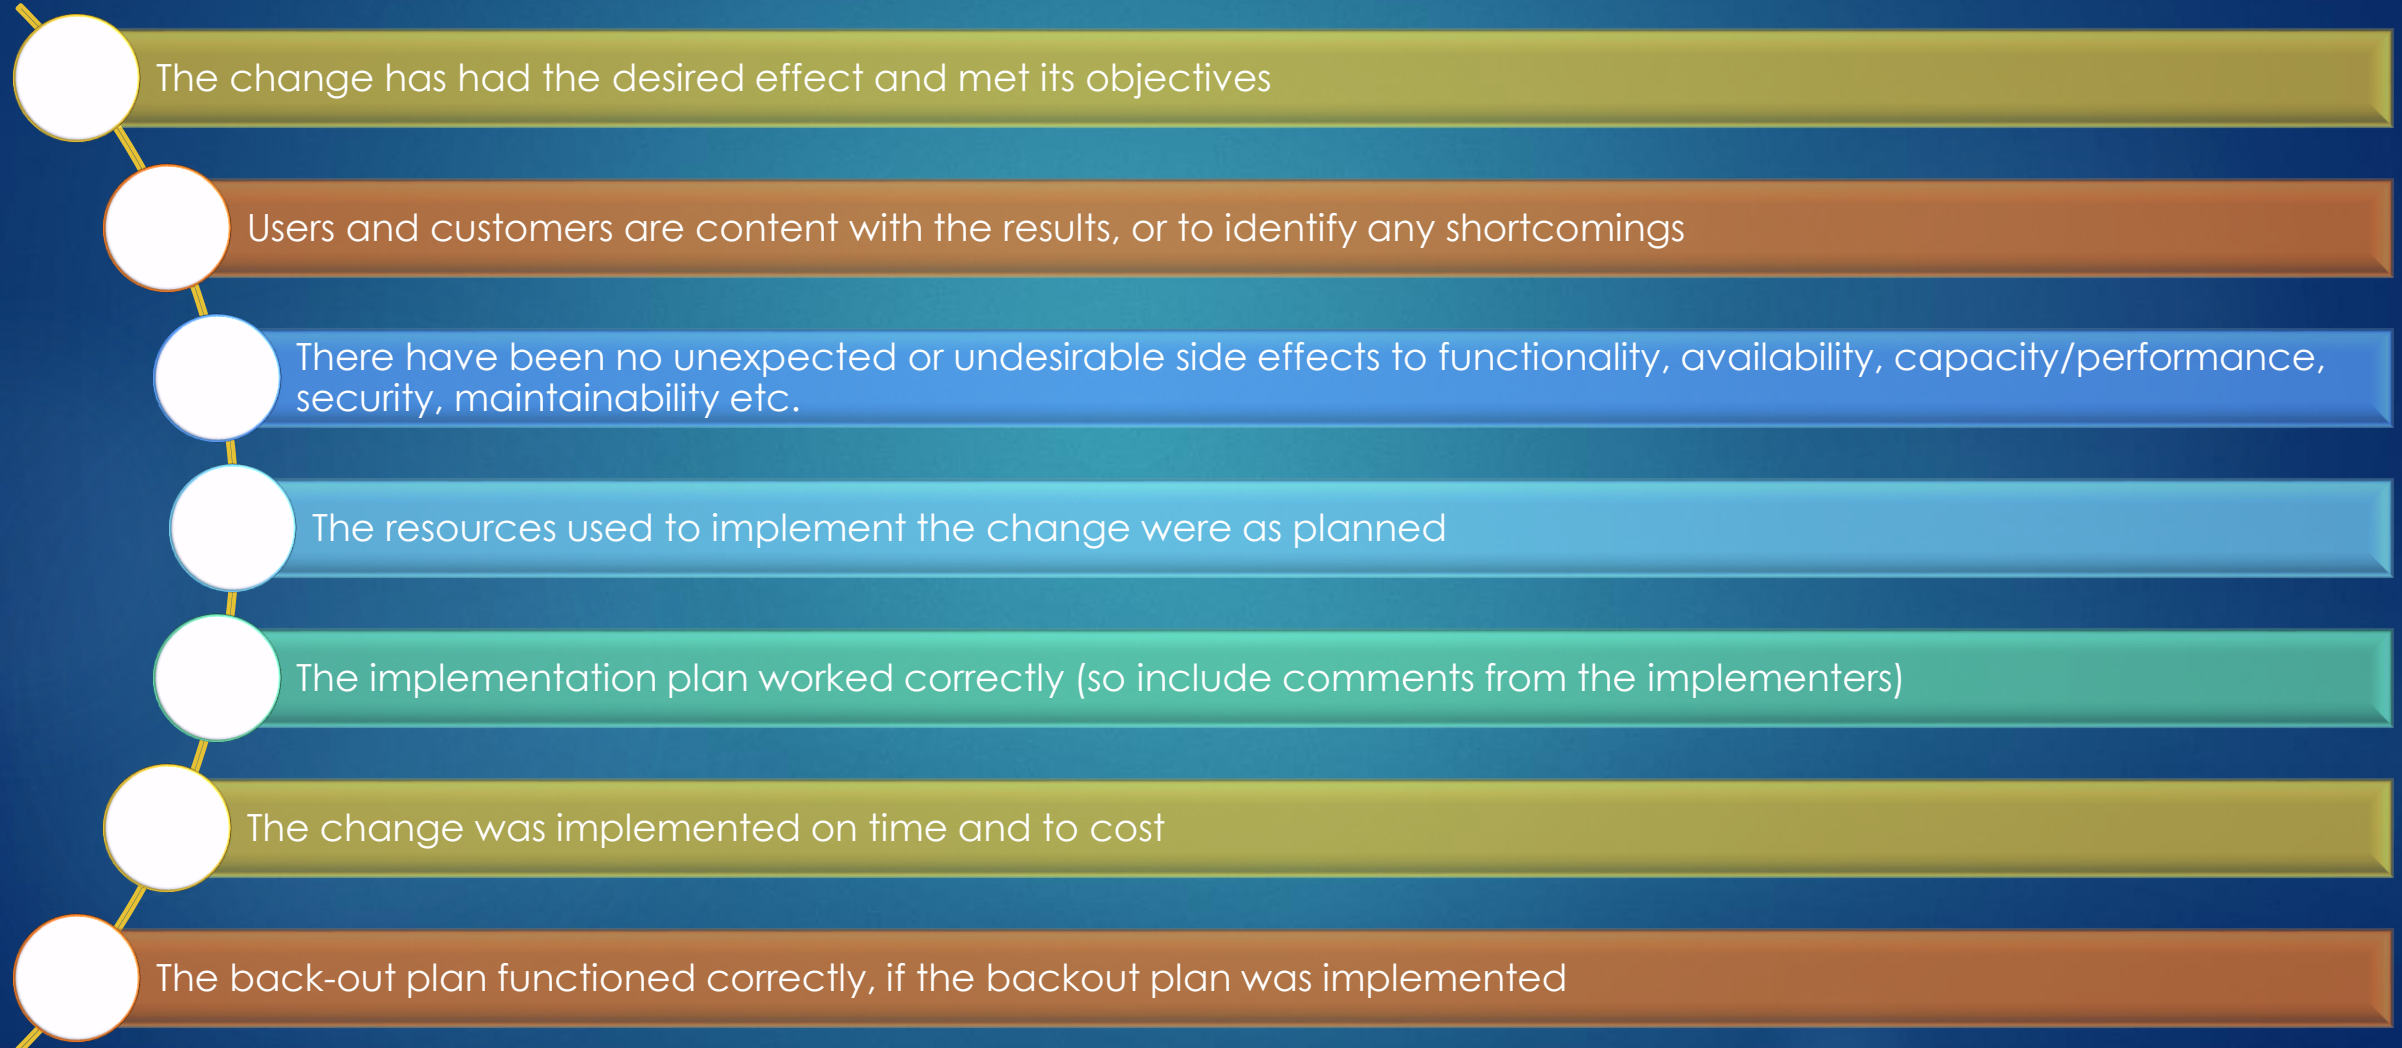 The change has had the desired effect and met its objectives
Users and customers are content with the results, or to identify any shortcomings
There have been no unexpected or undesirable side effects to functionality, availability, capacity/performance,
security, maintainability etc.
The resources used to implement the change were as planned
The implementation plan worked correctly (so include comments from the implementers)
The change was implemented on time and to cost
The back-out plan functioned correctly, if the backout plan was implemented